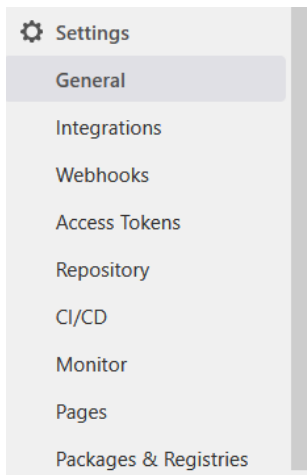 Settings
General
Integrations
Webhooks
Access Tokens
Repository
CI/CD
Monitor
Pages
Packages & Registries